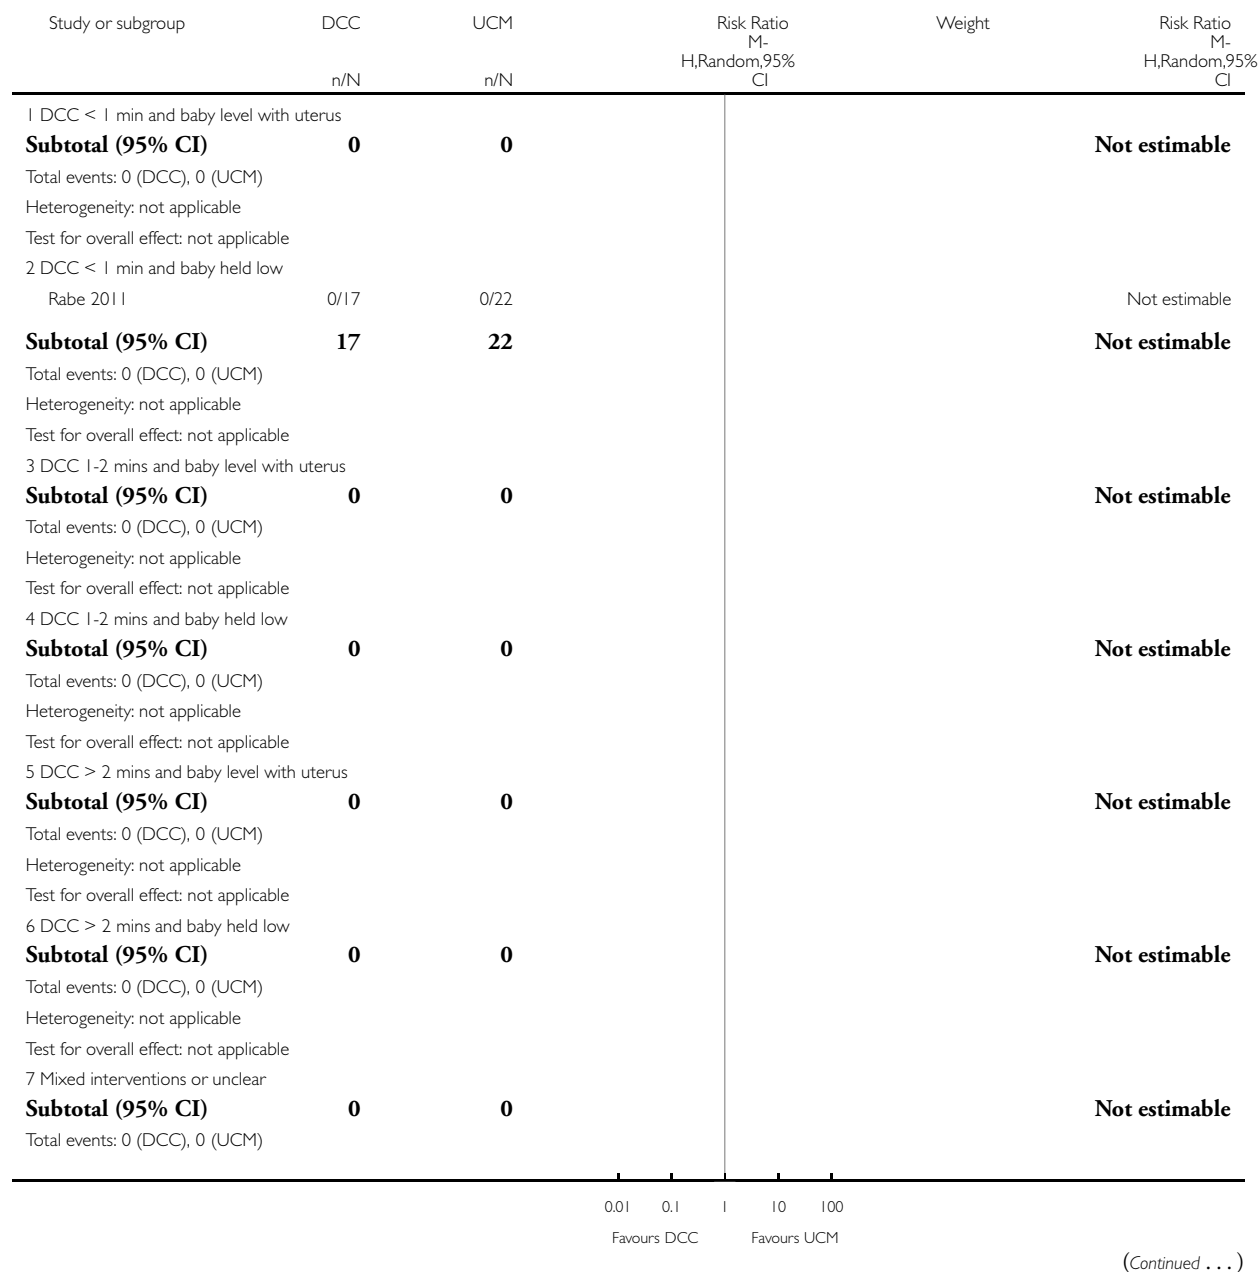 Study or subgroup DCC UCM Risk Ratio Weight Risk Ratio
M- M-
H,Random,95% H,Random,95%
n/N n/N CI CI
1 DCC < 1 min and baby level with uterus
Subtotal (95% CI) 0 0 Not estimable
Total events: 0 (DCC), 0 (UCM)
Heterogeneity: not applicable
Test for overall effect: not applicable
2 DCC < 1 min and baby held low
Rabe 2011 0/17 0/22 Not estimable
Subtotal (95% CI) 17 22 Not estimable
Total events: 0 (DCC), 0 (UCM)
Heterogeneity: not applicable
Test for overall effect: not applicable
3 DCC 1-2 mins and baby level with uterus
Subtotal (95% CI) 0 0 Not estimable
Total events: 0 (DCC), 0 (UCM)
Heterogeneity: not applicable
Test for overall effect: not applicable
4 DCC 1-2 mins and baby held low
Subtotal (95% CI) 0 0 Not estimable
Total events: 0 (DCC), 0 (UCM)
Heterogeneity: not applicable
Test for overall effect: not applicable
5 DCC > 2 mins and baby level with uterus
Subtotal (95% CI) 0 0 Not estimable
Total events: 0 (DCC), 0 (UCM)
Heterogeneity: not applicable
Test for overall effect: not applicable
6 DCC > 2 mins and baby held low
Subtotal (95% CI) 0 0 Not estimable
Total events: 0 (DCC), 0 (UCM)
Heterogeneity: not applicable
Test for overall effect: not applicable
7 Mixed interventions or unclear
Subtotal (95% CI) 0 0 Not estimable
Total events: 0 (DCC), 0 (UCM)
0.01 0.1 1 10 100
Favours DCC Favours UCM
(Continued . . . )